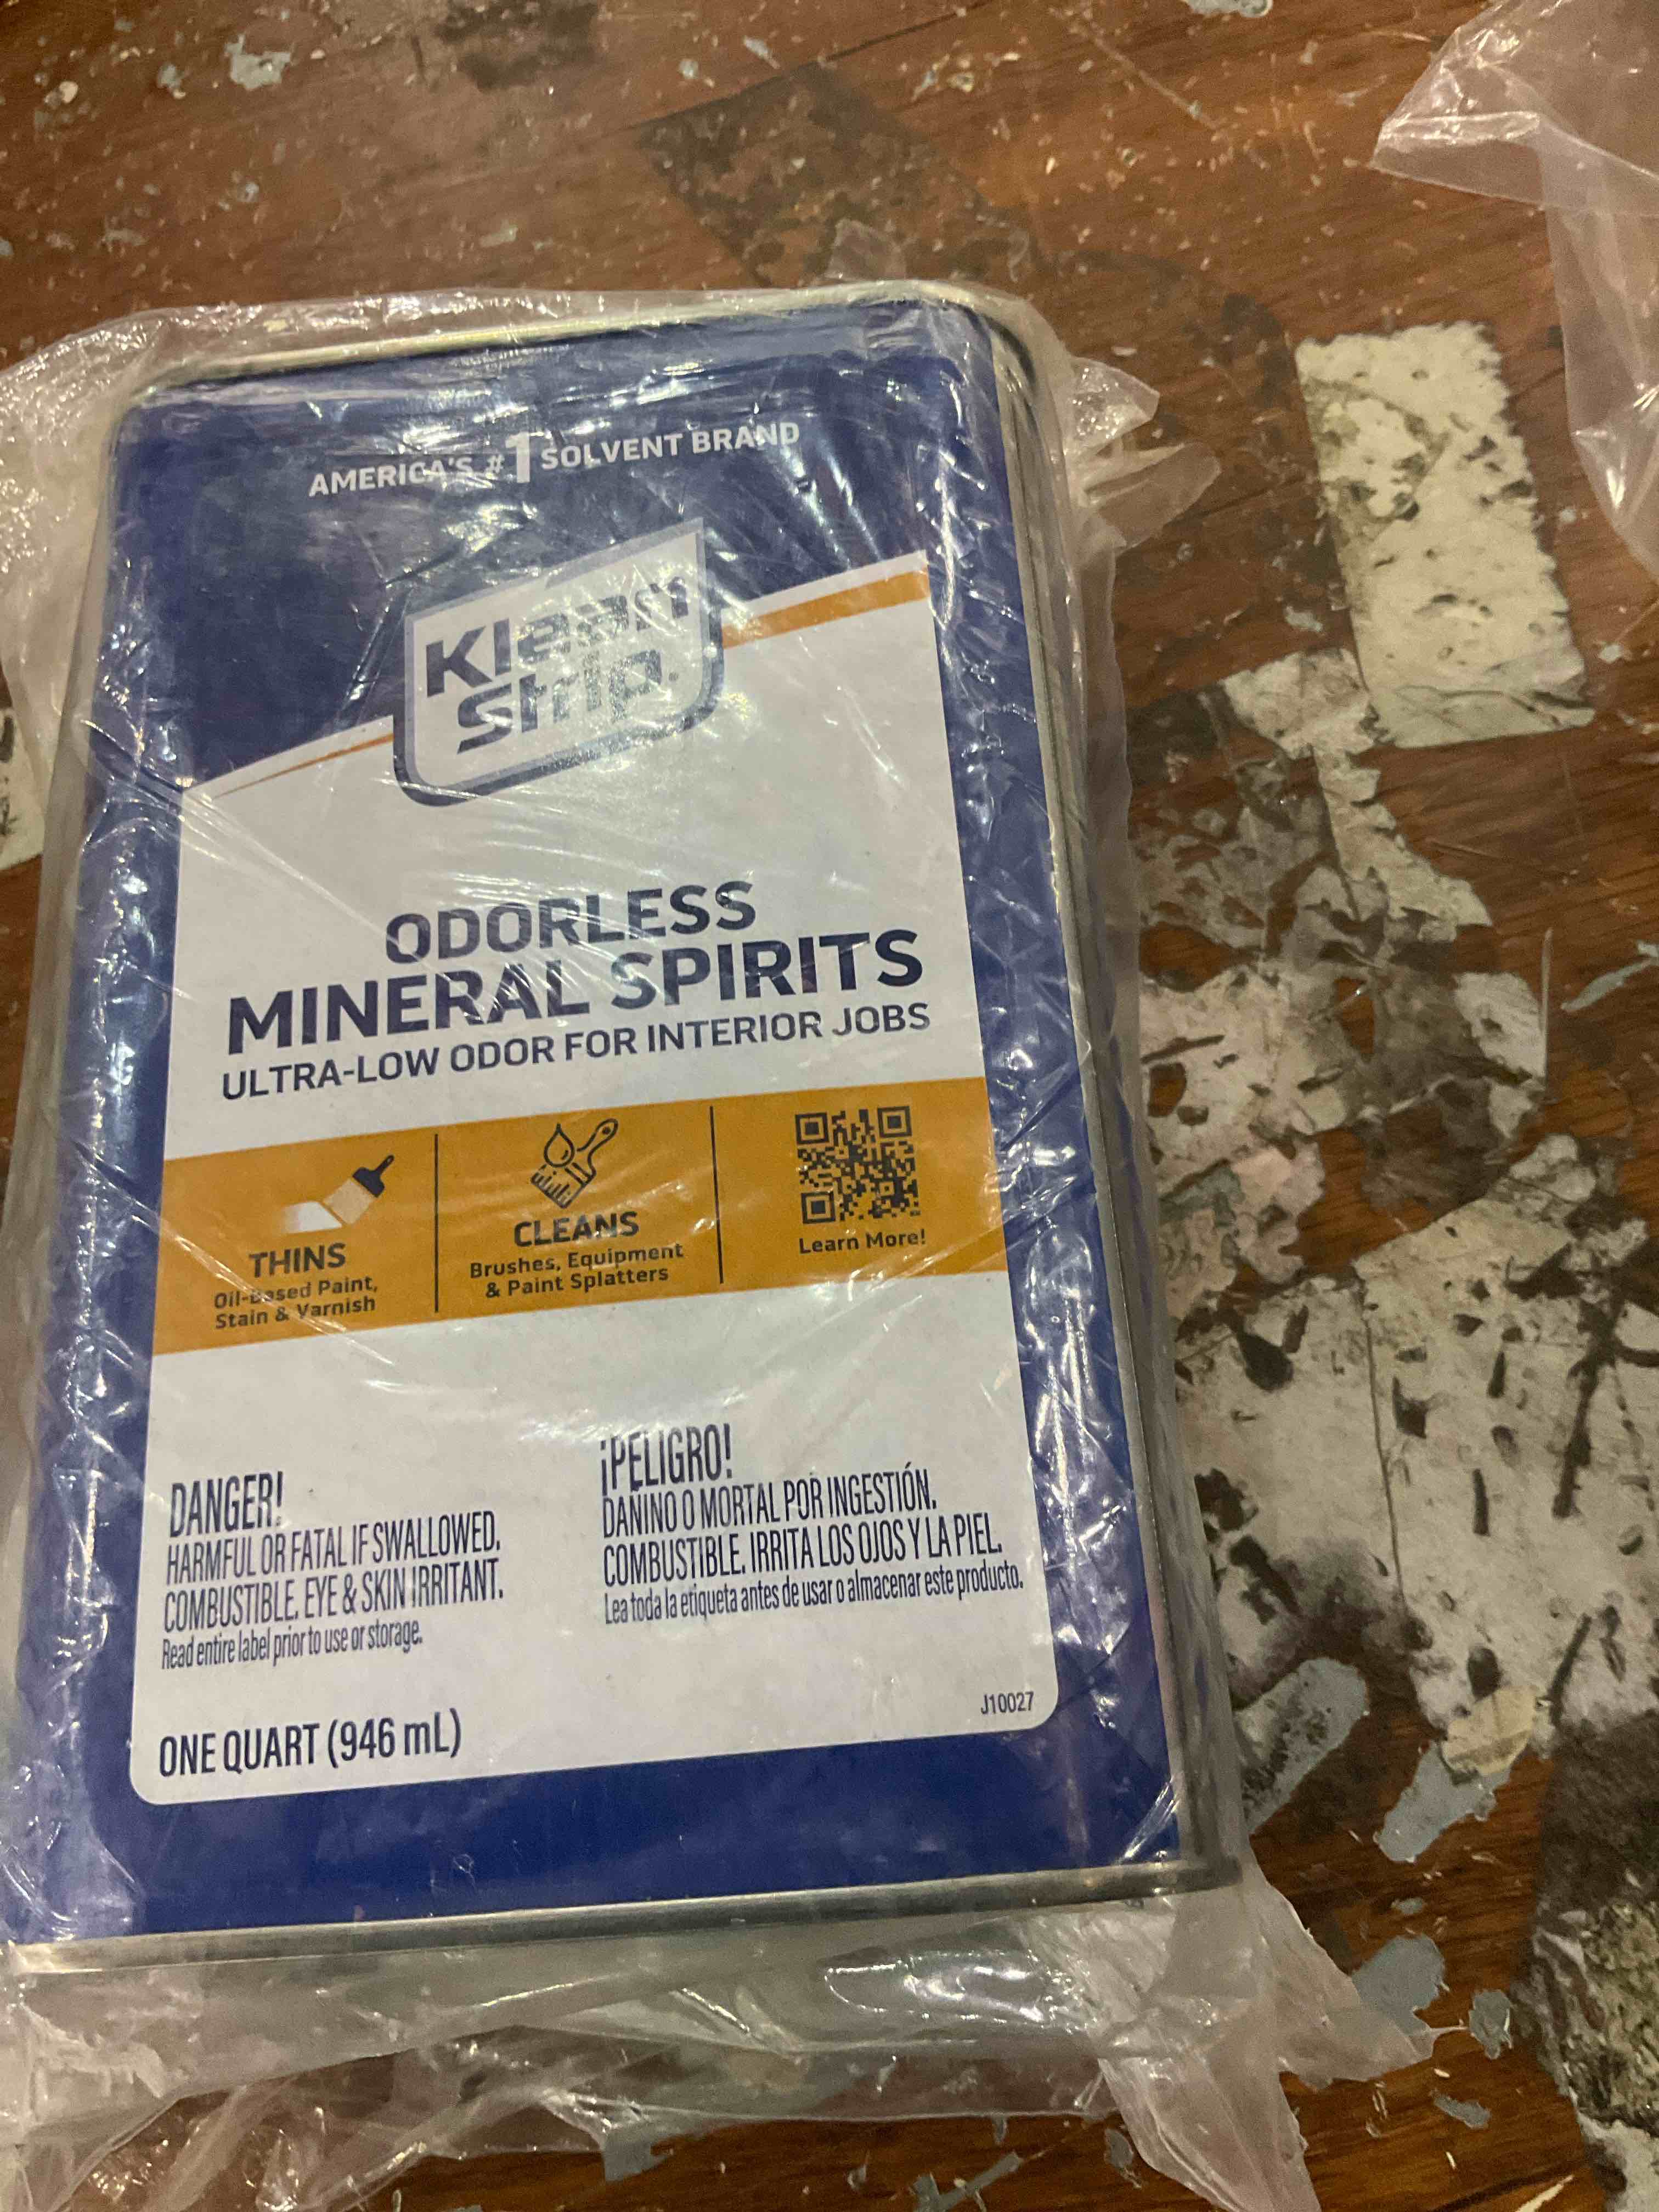 AMERICA'S #1 SOLVENT BRAND
Klean
Strip.
ODORLESS
MINERAL SPIRITS
ULTRA-LOW ODOR FOR INTERIOR JOBS
THINS
Oil-Based Paint,
Stain & Varnish
CLEANS
Brushes, Equipment
& Paint Splatters
Learn More!
DANGER!
HARMFUL OR FATAL IF SWALLOWED.
COMBUSTIBLE. EYE & SKIN IRRITANT.
Read entire label prior to use or storage.
¡PELIGRO!
DAÑINO O MORTAL POR INGESTIÓN.
COMBUSTIBLE. IRRITA LOS OJOS Y LA PIEL.
Lea toda la etiqueta antes de usar o almacenar este producto.
J10027
ONE QUART (946 mL)